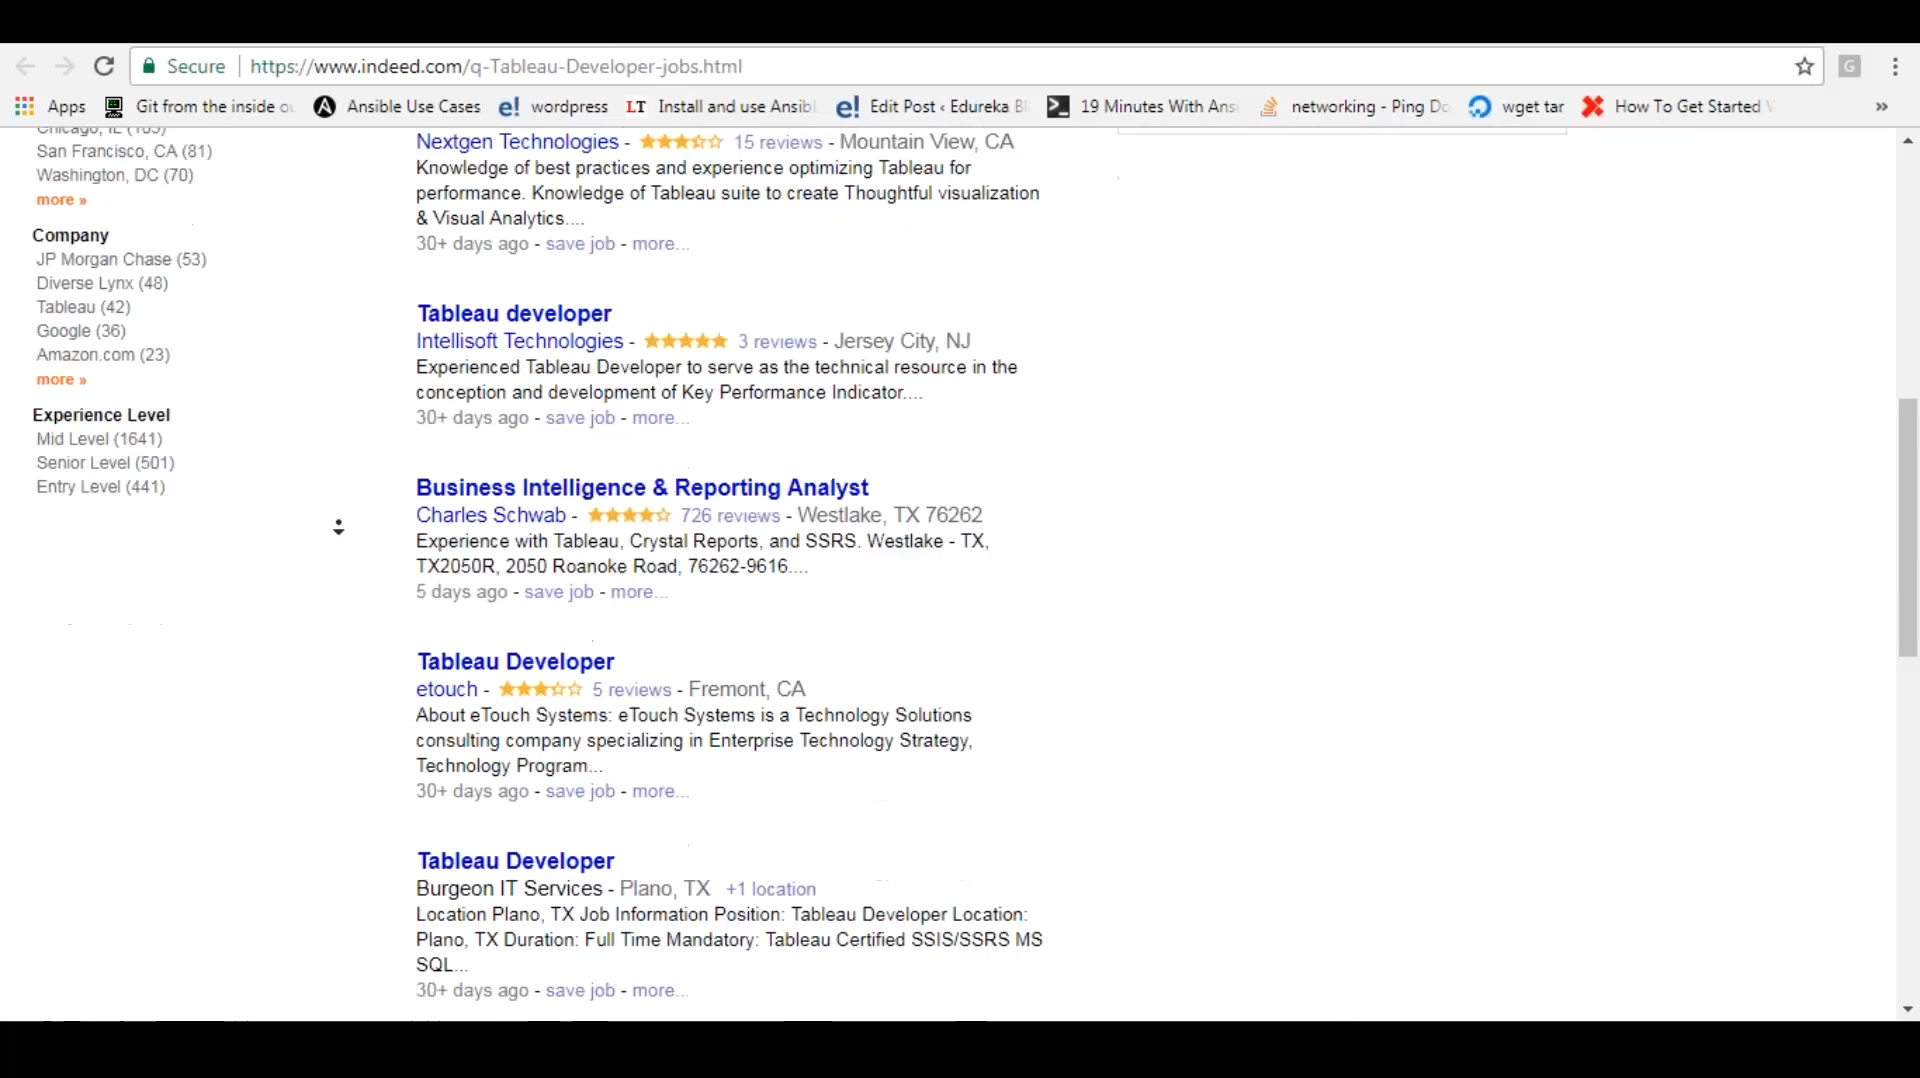 Secure
https://www.indeed.com/q-Tableau-Developer-jobs.html
G
Apps
Git from the inside
Ansible Use Cases
e! wordpress
LT Install and use Ansibl
e! Edit Post ‹ Edureka
19 Minutes With Ans
networking - Ping Do
wget tar
How To Get Started
»
Chicago, IL
San Francisco, CA (81)
Washington, DC (70)
more »
Company
JP Morgan Chase (53)
Diverse Lynx (48)
Tableau (42)
Google (36)
Amazon.com (23)
more »
Experience Level
Mid Level (1641)
Senior Level (501)
Entry Level (441)
Nextgen Technologies - 15 reviews - Mountain View, CA
Knowledge of best practices and experience optimizing Tableau for
performance. Knowledge of Tableau suite to create Thoughtful visualization
& Visual Analytics....
30+ days ago - save job - more...
Tableau developer
Intellisoft Technologies - 3 reviews - Jersey City, NJ
Experienced Tableau Developer to serve as the technical resource in the
conception and development of Key Performance Indicator....
30+ days ago - save job - more...
Business Intelligence & Reporting Analyst
Charles Schwab - 726 reviews - Westlake, TX 76262
Experience with Tableau, Crystal Reports, and SSRS. Westlake - TX,
TX2050R, 2050 Roanoke Road, 76262-9616....
5 days ago - save job - more...
Tableau Developer
etouch - 5 reviews - Fremont, CA
About eTouch Systems: eTouch Systems is a Technology Solutions
consulting company specializing in Enterprise Technology Strategy,
Technology Program...
30+ days ago - save job - more...
Tableau Developer
Burgeon IT Services - Plano, TX +1 location
Location Plano, TX Job Information Position: Tableau Developer Location:
Plano, TX Duration: Full Time Mandatory: Tableau Certified SSIS/SSRS MS
SQL...
30+ days ago - save job - more...